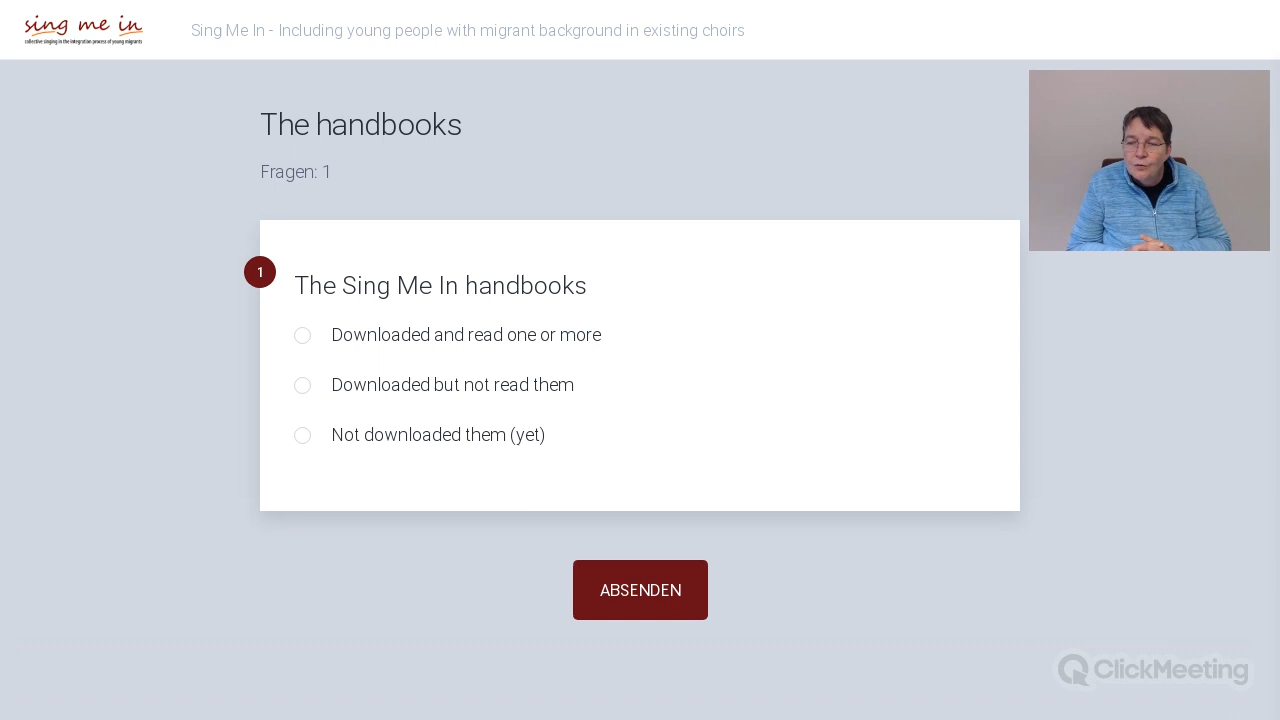 sing me in
collective singing in the integration process of young migrants
Sing Me In - Including young people with migrant background in existing choirs
The handbooks
Fragen: 1
1
The Sing Me In handbooks
Downloaded and read one or more
Downloaded but not read them
Not downloaded them (yet)
ABSENDEN
ClickMeeting